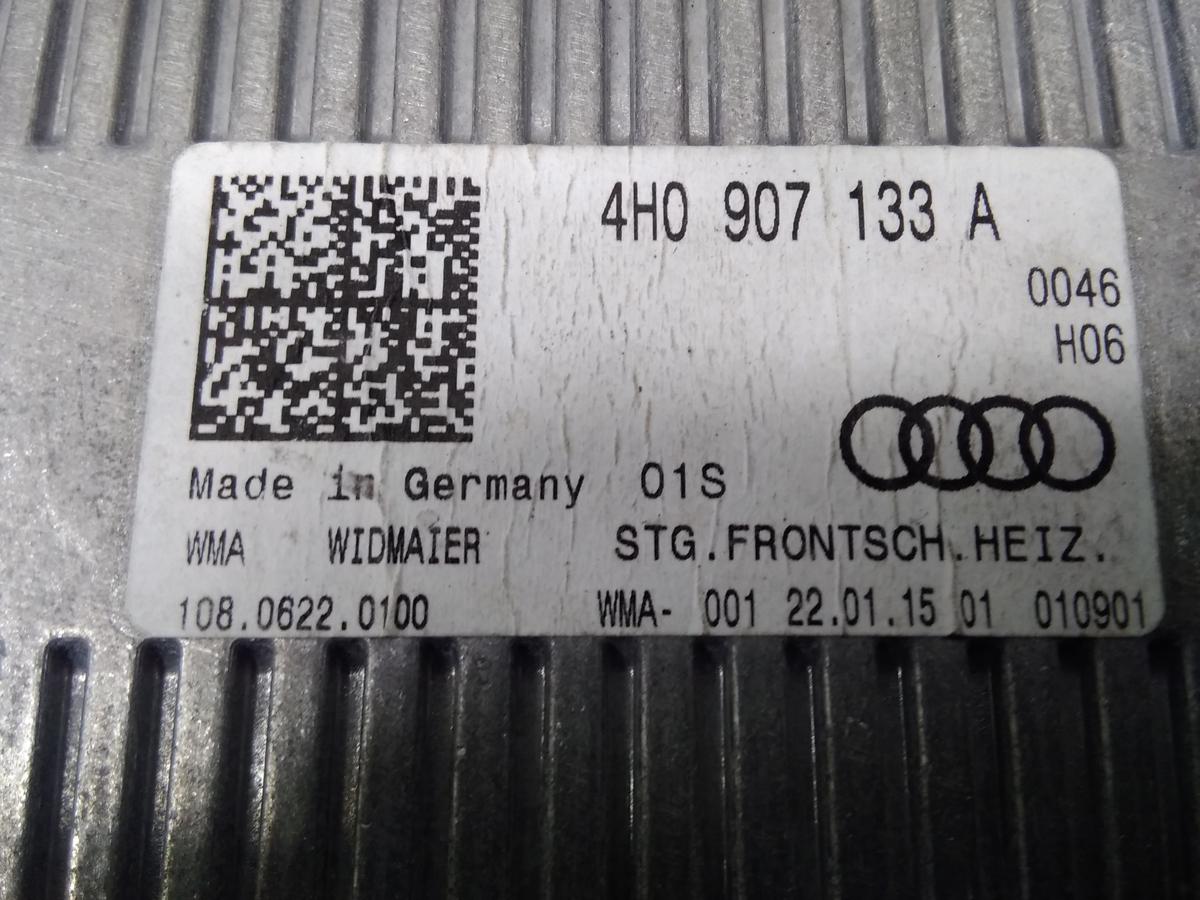 4H0 907 133 A
0046
H06
Made in Germany 01S
WMA WIDMAIER STG.FRONTSCH.HEIZ.
108.0622.0100 WMA- 001 22.01.15 01 010901